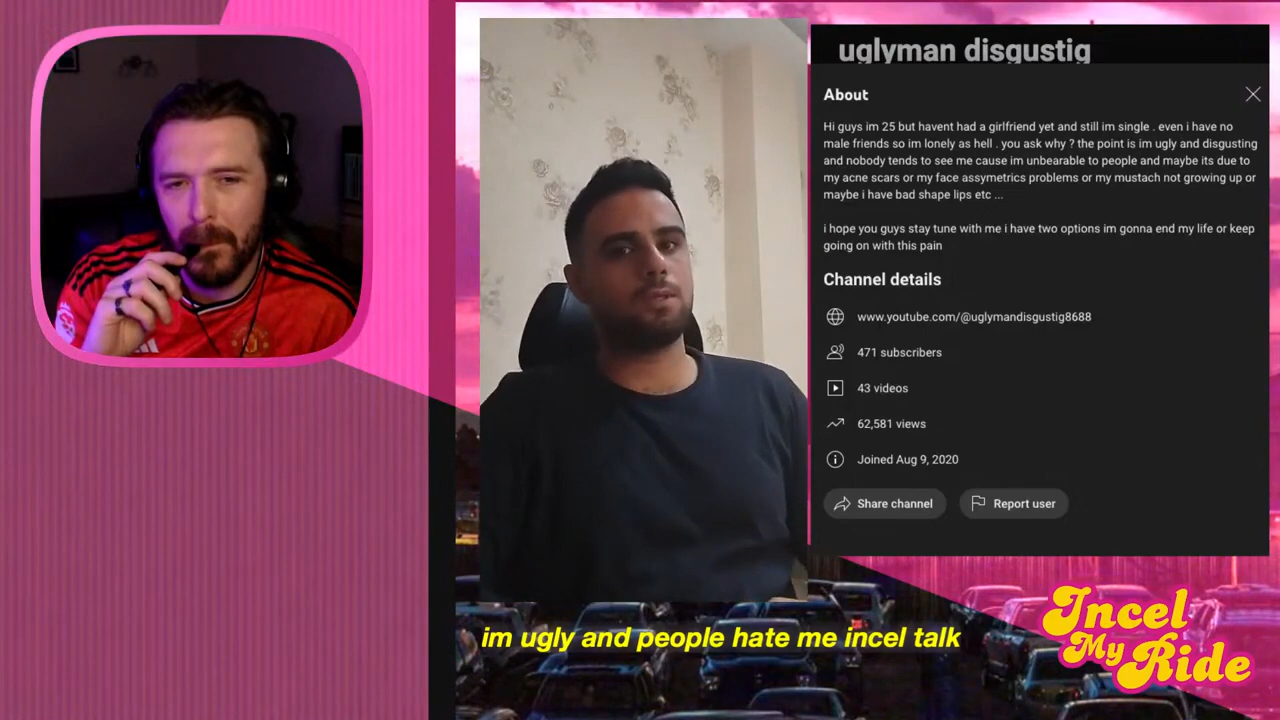 uglyman disgustig
About
Hi guys im 25 but havent had a girlfriend yet and still im single . even i have no
male friends so im lonely as hell . you ask why ? the point is im ugly and disgusting
and nobody tends to see me cause im unbearable to people and maybe its due to
my acne scars or my face assymetrics problems or my mustach not growing up or
maybe i have bad shape lips etc ...
i hope you guys stay tune with me i have two options im gonna end my life or keep
going on with this pain
Channel details
www.youtube.com/@uglymandisgustig8688
471 subscribers
43 videos
62,581 views
Joined Aug 9, 2020
Share channel
Report user
im ugly and people hate me incel talk
Incel
My
Ride